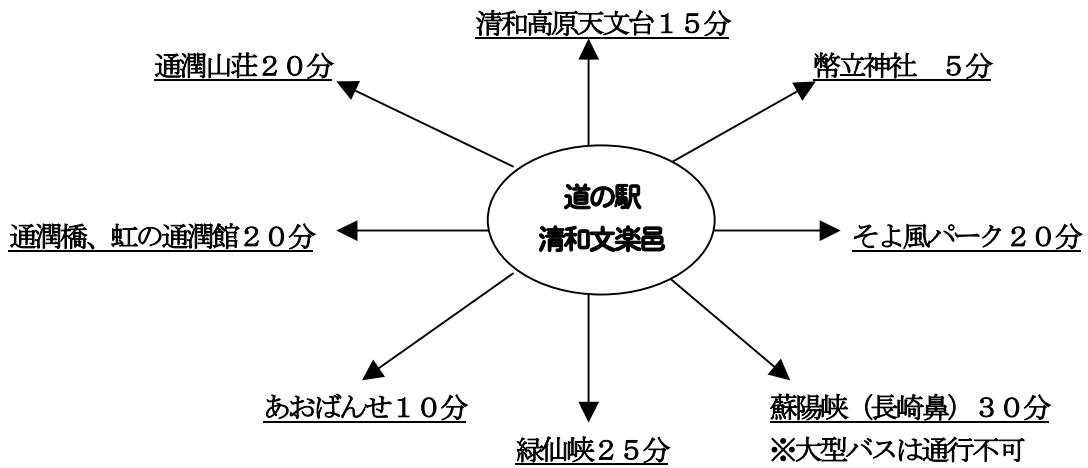 清和高原天文台１５分
通潤山荘２０分
幣立神社　５分
道の駅
清和文楽邑
通潤橋、虹の通潤館２０分
そよ風パーク２０分
あおばんせ１０分
蘇陽峡（長崎鼻）３０分
緑仙峡２５分
※大型バスは通行不可